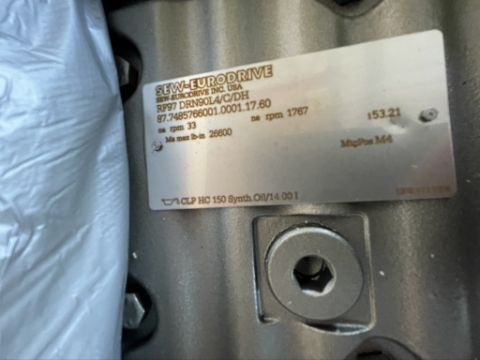 SEW-EURODRIVE
SEW-EURODRIVE INC. USA
RF97 DRN90L4/C/DH
87.7485766001.0001.17.60
na rpm 33 ne rpm 1767 i 53.21
Ma max lb-in 26600 MtgPos M4
CLP HC 150 Synth.Oil/14.00 l